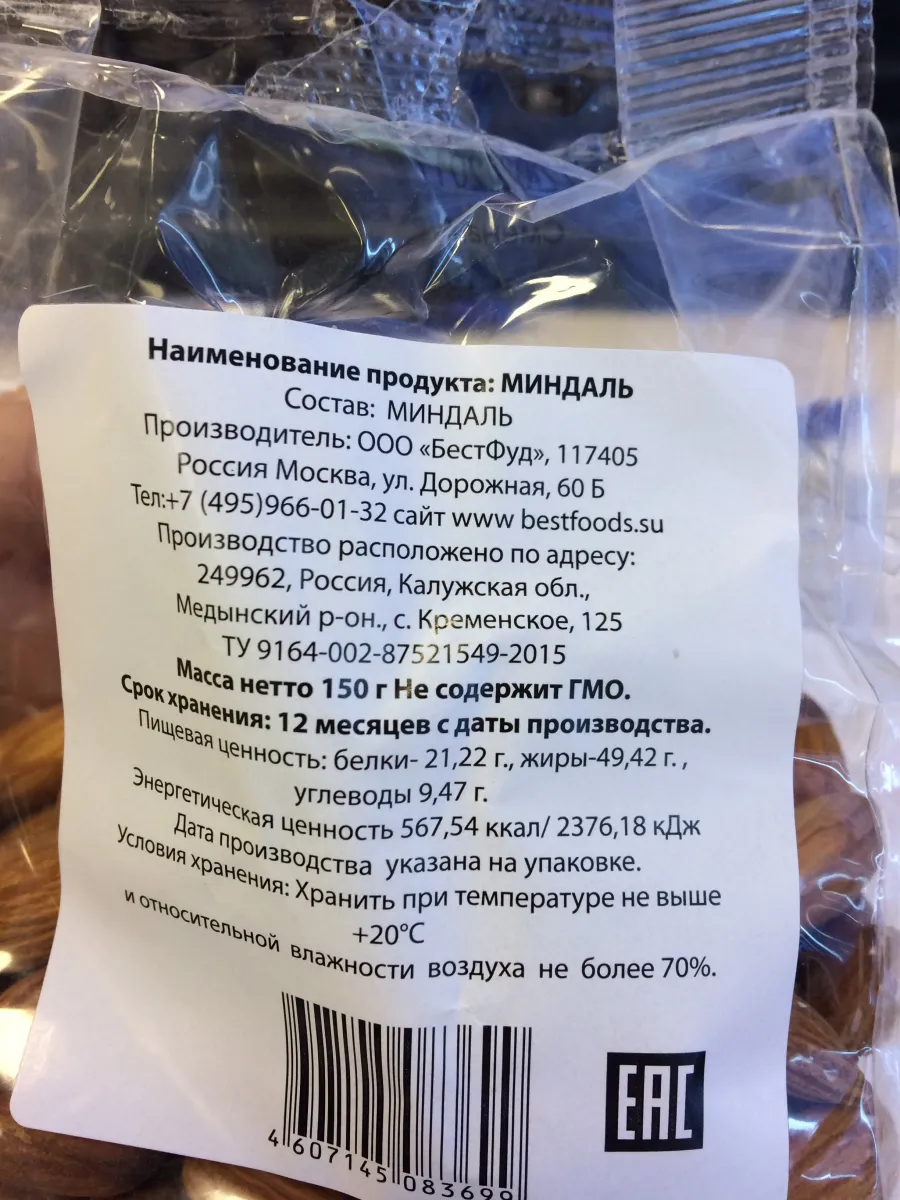 Наименование продукта: МИНДАЛЬ
Состав: МИНДАЛЬ
Производитель: ООО «БестФуд», 117405
Россия Москва, ул. Дорожная, 60 Б
Тел:+7 (495)966-01-32 сайт www bestfoods.su
Производство расположено по адресу:
249962, Россия, Калужская обл.,
Медынский р-он., с. Кременское, 125
ТУ 9164-002-87521549-2015
Масса нетто 150 г Не содержит ГМО.
Срок хранения: 12 месяцев с даты производства.
Пищевая ценность: белки- 21,22 г., жиры-49,42 г. ,
углеводы 9,47 г.
Энергетическая ценность 567,54 ккал/ 2376,18 кДж
Дата производства указана на упаковке.
Условия хранения: Хранить при температуре не выше
+20°С
и относительной влажности воздуха не более 70%.
4 607145 083699
EAC